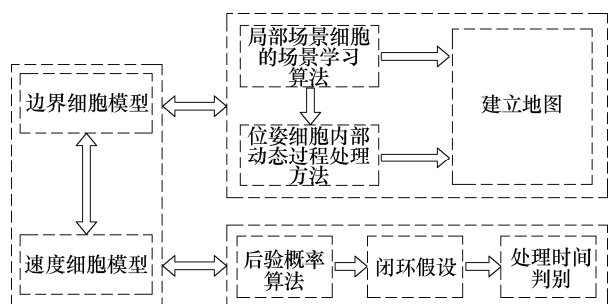 边界细胞模型
速度细胞模型
局部场景细胞
的场景学习
算法
位姿细胞内部
动态过程处理
方法
建立地图
后验概率
算法
闭环假设
处理时间
判别